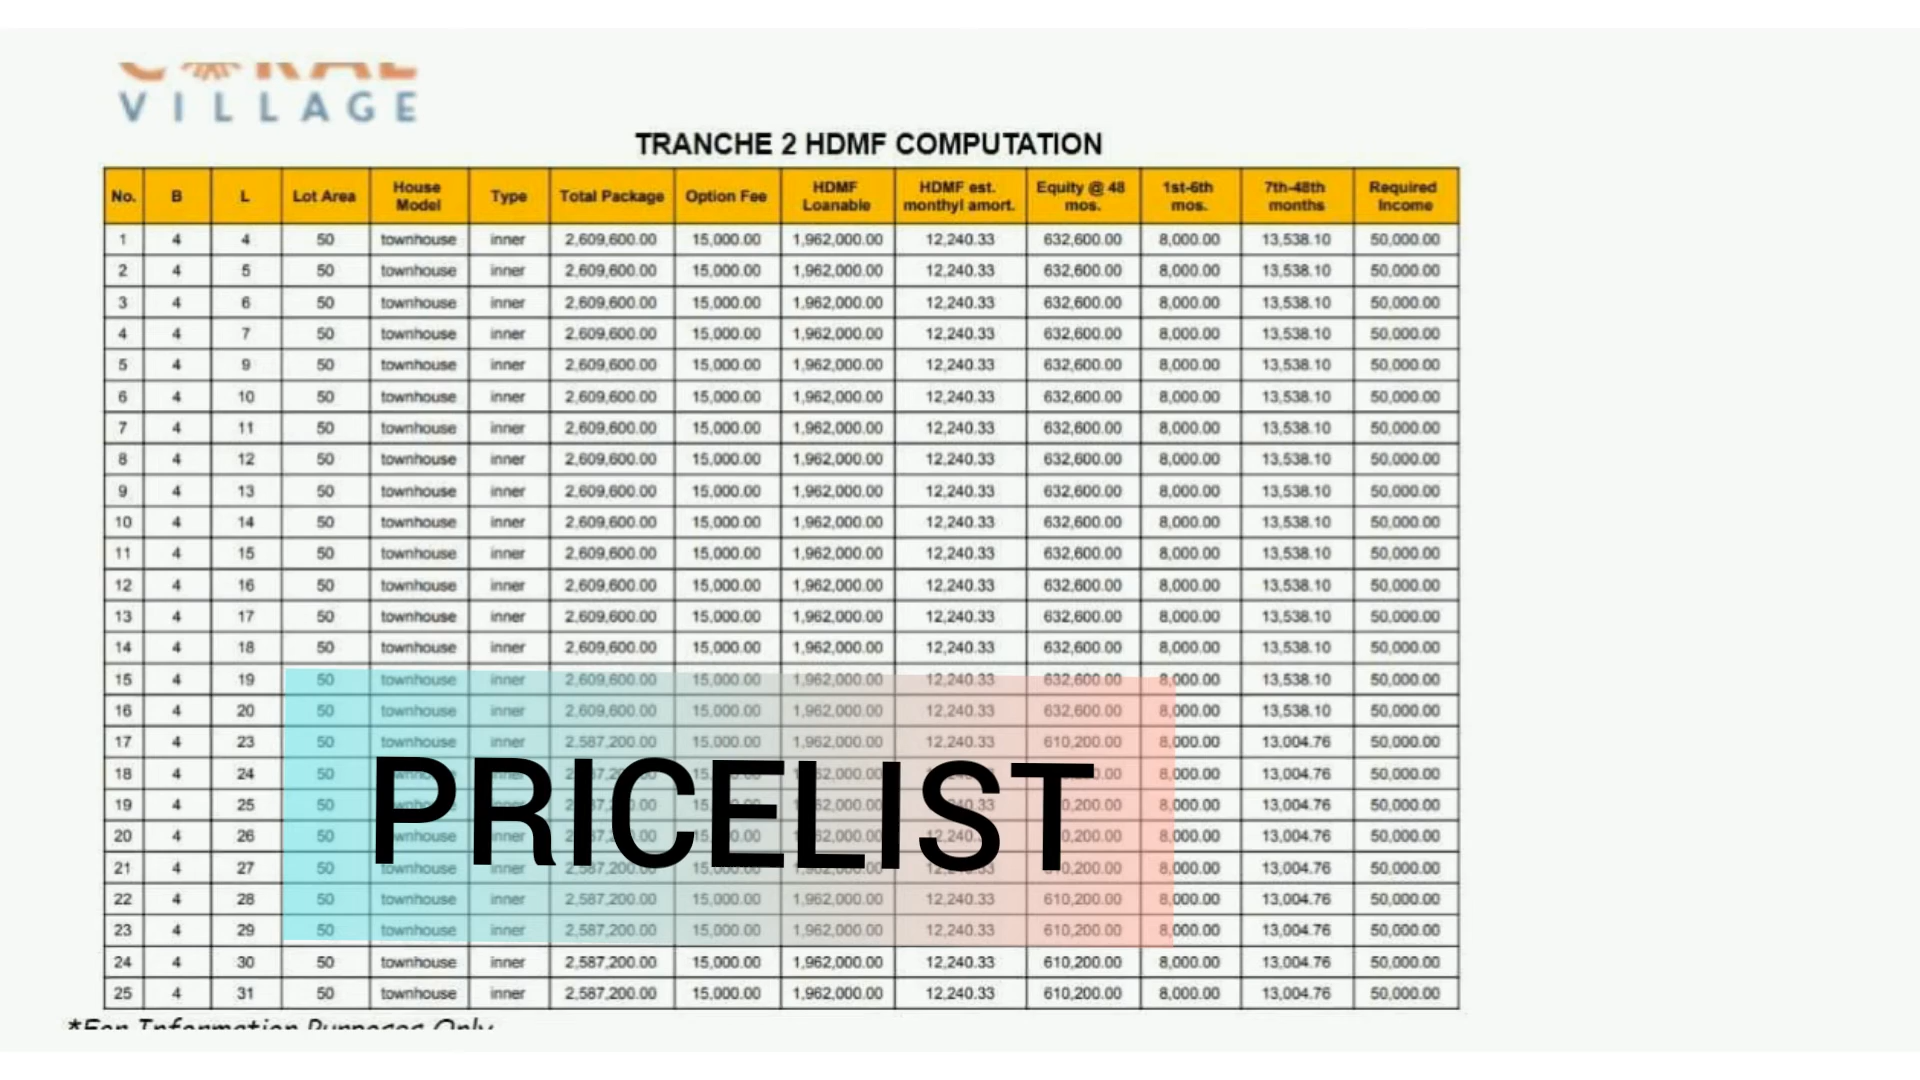 VILLAGE
TRANCHE 2 HDMF COMPUTATION
No. B L Lot Area House Model Type Total Package Option Fee HDMF Loanable HDMF est. monthyl amort. Equity @ 48 mos. 1st-6th mos. 7th-48th months Required Income
1 4 4 50 townhouse inner 2,609,600.00 15,000.00 1,962,000.00 12,240.33 632,600.00 8,000.00 13,538.10 50,000.00
2 4 5 50 townhouse inner 2,609,600.00 15,000.00 1,962,000.00 12,240.33 632,600.00 8,000.00 13,538.10 50,000.00
3 4 6 50 townhouse inner 2,609,600.00 15,000.00 1,962,000.00 12,240.33 632,600.00 8,000.00 13,538.10 50,000.00
4 4 7 50 townhouse inner 2,609,600.00 15,000.00 1,962,000.00 12,240.33 632,600.00 8,000.00 13,538.10 50,000.00
5 4 9 50 townhouse inner 2,609,600.00 15,000.00 1,962,000.00 12,240.33 632,600.00 8,000.00 13,538.10 50,000.00
6 4 10 50 townhouse inner 2,609,600.00 15,000.00 1,962,000.00 12,240.33 632,600.00 8,000.00 13,538.10 50,000.00
7 4 11 50 townhouse inner 2,609,600.00 15,000.00 1,962,000.00 12,240.33 632,600.00 8,000.00 13,538.10 50,000.00
8 4 12 50 townhouse inner 2,609,600.00 15,000.00 1,962,000.00 12,240.33 632,600.00 8,000.00 13,538.10 50,000.00
9 4 13 50 townhouse inner 2,609,600.00 15,000.00 1,962,000.00 12,240.33 632,600.00 8,000.00 13,538.10 50,000.00
10 4 14 50 townhouse inner 2,609,600.00 15,000.00 1,962,000.00 12,240.33 632,600.00 8,000.00 13,538.10 50,000.00
11 4 15 50 townhouse inner 2,609,600.00 15,000.00 1,962,000.00 12,240.33 632,600.00 8,000.00 13,538.10 50,000.00
12 4 16 50 townhouse inner 2,609,600.00 15,000.00 1,962,000.00 12,240.33 632,600.00 8,000.00 13,538.10 50,000.00
13 4 17 50 townhouse inner 2,609,600.00 15,000.00 1,962,000.00 12,240.33 632,600.00 8,000.00 13,538.10 50,000.00
14 4 18 50 townhouse inner 2,609,600.00 15,000.00 1,962,000.00 12,240.33 632,600.00 8,000.00 13,538.10 50,000.00
15 4 19 50 townhouse inner 2,609,600.00 15,000.00 1,962,000.00 12,240.33 632,600.00 8,000.00 13,538.10 50,000.00
16 4 20 50 townhouse inner 2,609,600.00 15,000.00 1,962,000.00 12,240.33 632,600.00 8,000.00 13,538.10 50,000.00
17 4 23 50 townhouse inner 2,587,200.00 15,000.00 1,962,000.00 12,240.33 610,200.00 8,000.00 13,004.76 50,000.00
18 4 24 50 8,000.00 13,004.76 50,000.00
19 4 25 50 8,000.00 13,004.76 50,000.00
PRICELIST
20 4 26 50 8,000.00 13,004.76 50,000.00
21 4 27 50 townhouse inner 2,587,200.00 15,000.00 8,000.00 13,004.76 50,000.00
22 4 28 50 townhouse inner 2,587,200.00 15,000.00 1,962,000.00 12,240.33 610,200.00 8,000.00 13,004.76 50,000.00
23 4 29 50 townhouse inner 2,587,200.00 15,000.00 1,962,000.00 12,240.33 610,200.00 8,000.00 13,004.76 50,000.00
24 4 30 50 townhouse inner 2,587,200.00 15,000.00 1,962,000.00 12,240.33 610,200.00 8,000.00 13,004.76 50,000.00
25 4 31 50 townhouse inner 2,587,200.00 15,000.00 1,962,000.00 12,240.33 610,200.00 8,000.00 13,004.76 50,000.00
*For Information Purposes Only